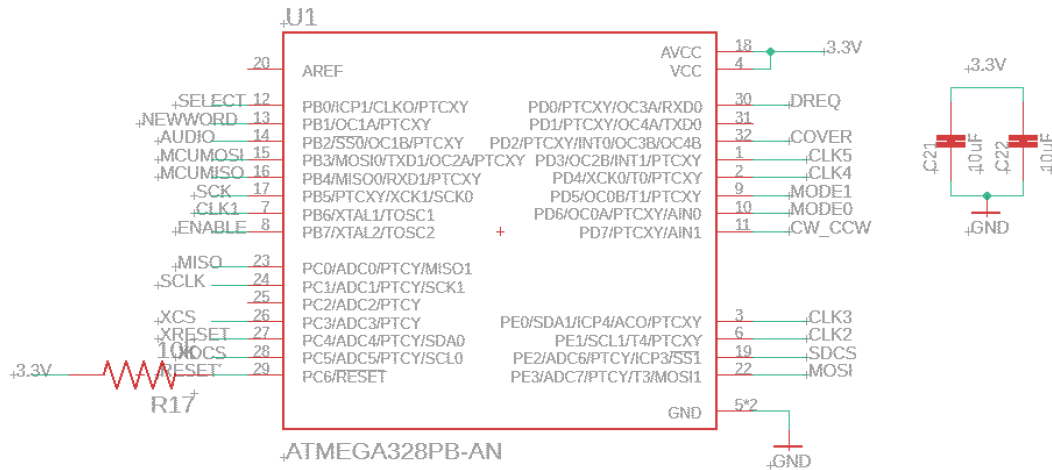 U1
20 AREF
SELECT 12 PB0/ICP1/CLKO/PTCXY
NEWWORD 13 PB1/OC1A/PTCXY
AUDIO 14 PB2/SS0/OC1B/PTCXY
MCUMOSI 15 PB3/MOSI0/TXD1/OC2A/PTCXY
MCUMISO 16 PB4/MISO0/RXD1/PTCXY
SCK 17 PB5/PTCXY/XCK1/SCK0
CLK1 7 PB6/XTAL1/TOSC1
ENABLE 8 PB7/XTAL2/TOSC2
MISO 23 PC0/ADC0/PTCY/MISO1
SCLK 24 PC1/ADC1/PTCY/SCK1
25 PC2/ADC2/PTCY
XCS 26 PC3/ADC3/PTCY
XRESET 27 PC4/ADC4/PTCY/SDA0
10k
XDCS 28 PC5/ADC5/PTCY/SCL0
3.3V RESET 29 PC6/RESET
R17
AVCC 18 3.3V
VCC 4
PD0/PTCXY/OC3A/RXD0 30 DREQ
PD1/PTCXY/OC4A/TXD0 31
PD2/PTCXY/INT0/OC3B/OC4B 32 COVER
PD3/OC2B/INT1/PTCXY 1 CLK5
PD4/XCK0/T0/PTCXY 2 CLK4
PD5/OC0B/T1/PTCXY 9 MODE1
PD6/OC0A/PTCXY/AIN0 10 MODE0
PD7/PTCXY/AIN1 11 CW_CCW
PE0/SDA1/ICP4/ACO/PTCXY 3 CLK3
PE1/SCL1/T4/PTCXY 6 CLK2
PE2/ADC6/PTCY/ICP3/SS1 19 SDCS
PE3/ADC7/PTCY/T3/MOSI1 22 MOSI
GND 5*2
GND
ATMEGA328PB-AN
3.3V
C21 10uF C22 10uF
GND